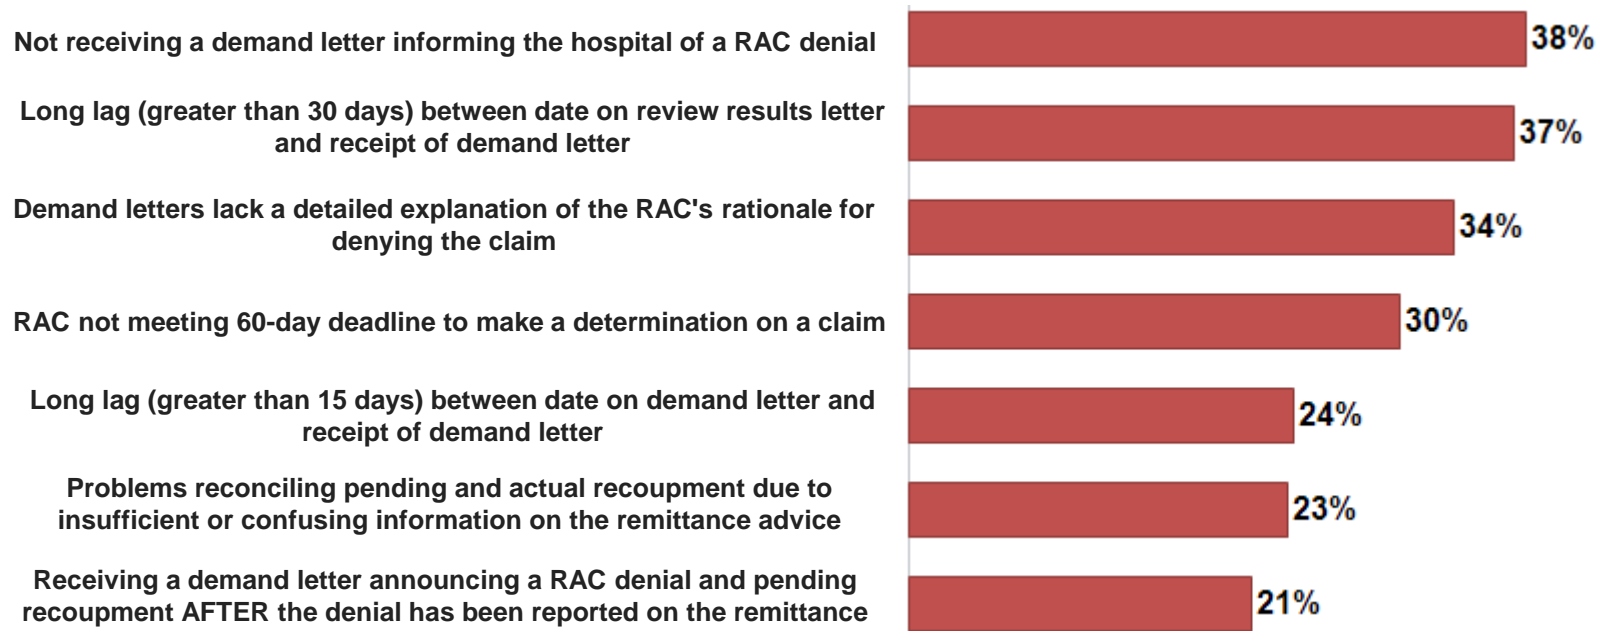 Not receiving a demand letter informing the hospital of a RAC denial
38%
Long lag (greater than 30 days) between date on review results letter
and receipt of demand letter
37%
Demand letters lack a detailed explanation of the RAC's rationale for
denying the claim
34%
RAC not meeting 60-day deadline to make a determination on a claim
30%
Long lag (greater than 15 days) between date on demand letter and
receipt of demand letter
24%
Problems reconciling pending and actual recoupment due to
insufficient or confusing information on the remittance advice
23%
Receiving a demand letter announcing a RAC denial and pending
recoupment AFTER the denial has been reported on the remittance
21%